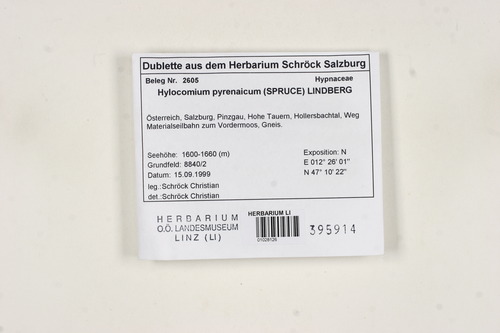 Dublette aus dem Herbarium Schröck Salzburg
Beleg Nr. 2605 Hypnaceae
Hylocomium pyrenaicum (SPRUCE) LINDBERG
Österreich, Salzburg, Pinzgau, Hohe Tauern, Hollersbachtal, Weg
Materialseilbahn zum Vordermoos, Gneis.
Seehöhe: 1600-1660 (m) Exposition: N
Grundfeld: 8840/2 E 012° 26' 01''
Datum: 15.09.1999 N 47° 10' 22''
leg.:Schröck Christian
det.:Schröck Christian
HERBARIUM
O.Ö. LANDESMUSEUM
LINZ (LI)
HERBARIUM LI
01028126
395914